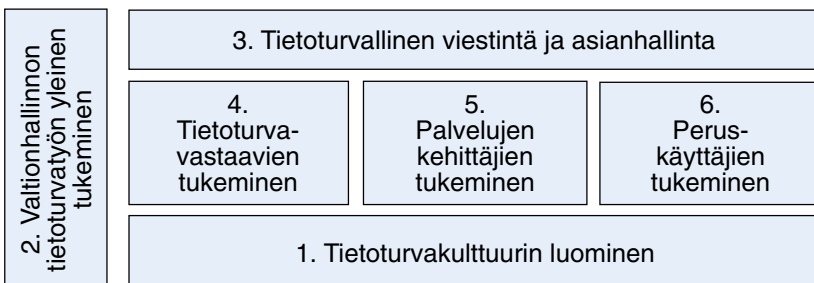 2. Valtionhallinnon
tietoturvatyön yleinen
tukeminen
3. Tietoturvallinen viestintä ja asianhallinta
4.
Tietoturva-
vastaavien
tukeminen
5.
Palvelujen
kehittäjien
tukeminen
6.
Perus-
käyttäjien
tukeminen
1. Tietoturvakulttuurin luominen